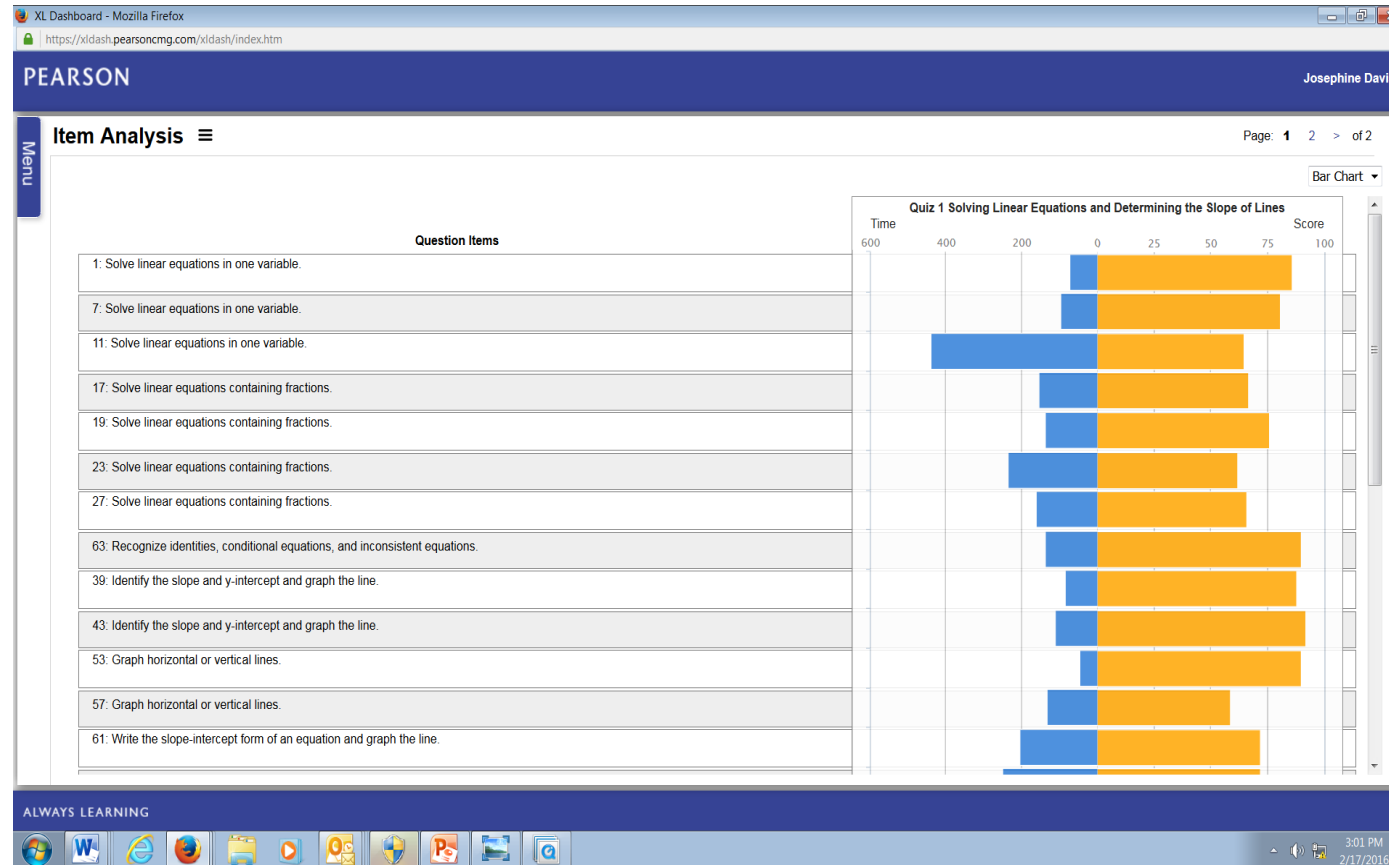 XL Dashboard - Mozilla Firefox
https://xldash.pearsoncmg.com/xldash/index.htm
PEARSON
Josephine Davi
Menu
Item Analysis ≡
Page: 1 2 > of 2
Bar Chart
Quiz 1 Solving Linear Equations and Determining the Slope of Lines
Time Score
Question Items
600 400 200 0 25 50 75 100
1: Solve linear equations in one variable.
7: Solve linear equations in one variable.
11: Solve linear equations in one variable.
17: Solve linear equations containing fractions.
19: Solve linear equations containing fractions.
23: Solve linear equations containing fractions.
27: Solve linear equations containing fractions.
63: Recognize identities, conditional equations, and inconsistent equations.
39: Identify the slope and y-intercept and graph the line.
43: Identify the slope and y-intercept and graph the line.
53: Graph horizontal or vertical lines.
57: Graph horizontal or vertical lines.
61: Write the slope-intercept form of an equation and graph the line.
ALWAYS LEARNING
3:01 PM
2/17/2016